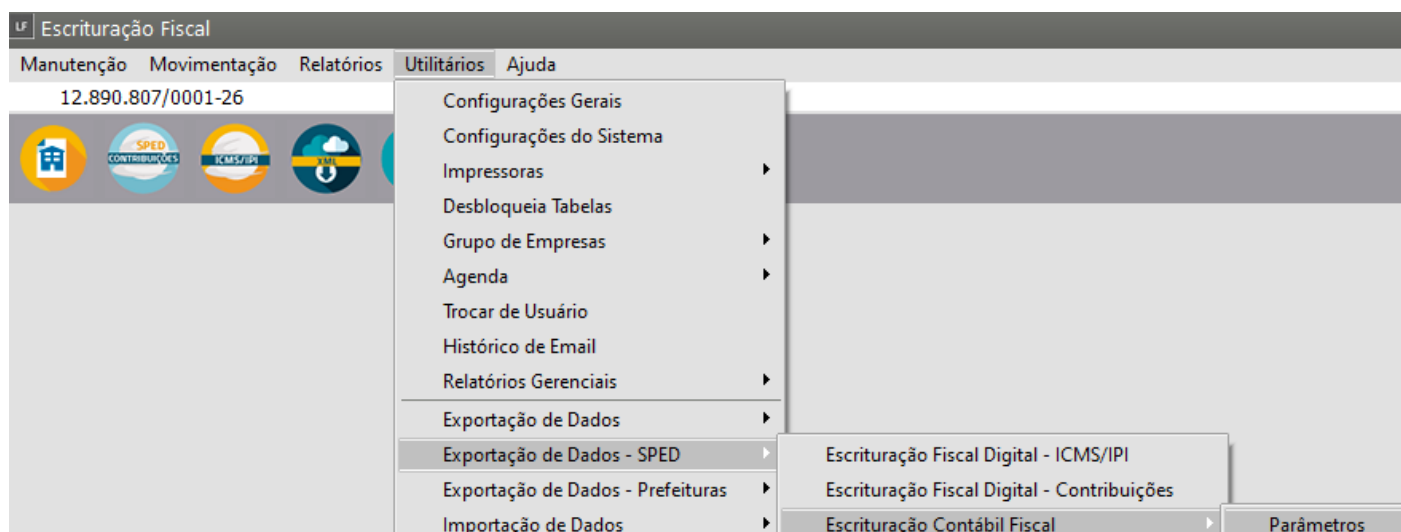 LF Escrituração Fiscal
Manutenção Movimentação Relatórios Utilitários Ajuda
12.890.807/0001-26
Configurações Gerais
Configurações do Sistema
SPED CONTRIBUIÇÕES
ICMS/IPI
XML
Impressoras
Desbloqueia Tabelas
Grupo de Empresas
Agenda
Trocar de Usuário
Histórico de Email
Relatórios Gerenciais
Exportação de Dados
Exportação de Dados - SPED
Escrituração Fiscal Digital - ICMS/IPI
Exportação de Dados - Prefeituras
Escrituração Fiscal Digital - Contribuições
Importação de Dados
Escrituração Contábil Fiscal
Parâmetros